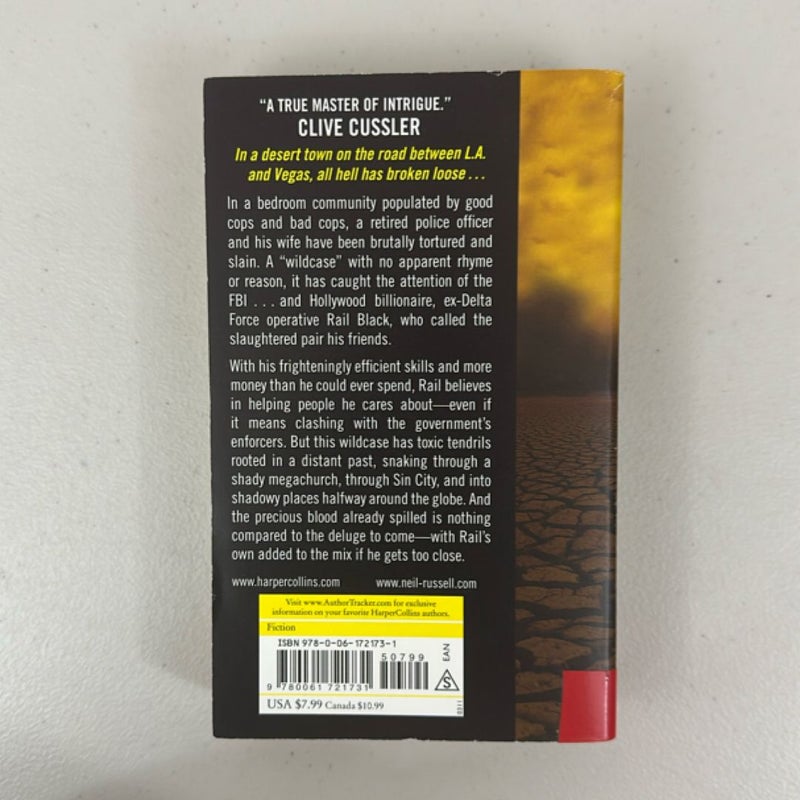 "A TRUE MASTER OF INTRIGUE."
CLIVE CUSSLER
In a desert town on the road between L.A.
and Vegas, all hell has broken loose . . .
In a bedroom community populated by good
cops and bad cops, a retired police officer
and his wife have been brutally tortured and
slain. A "wildcase" with no apparent rhyme
or reason, it has caught the attention of the
FBI . . . and Hollywood billionaire, ex-Delta
Force operative Rail Black, who called the
slaughtered pair his friends.
With his frighteningly efficient skills and more
money than he could ever spend, Rail believes
in helping people he cares about—even if
it means clashing with the government's
enforcers. But this wildcase has toxic tendrils
rooted in a distant past, snaking through a
shady megachurch, through Sin City, and into
shadowy places halfway around the globe. And
the precious blood already spilled is nothing
compared to the deluge to come—with Rail's
own added to the mix if he gets too close.
www.harpercollins.com www.neil-russell.com
Visit www.AuthorTracker.com for exclusive
information on your favorite HarperCollins authors.
Fiction
ISBN 978-0-06-172173-1
50799
EAN
S
9 780061 721731
USA $7.99 Canada $10.99
0311